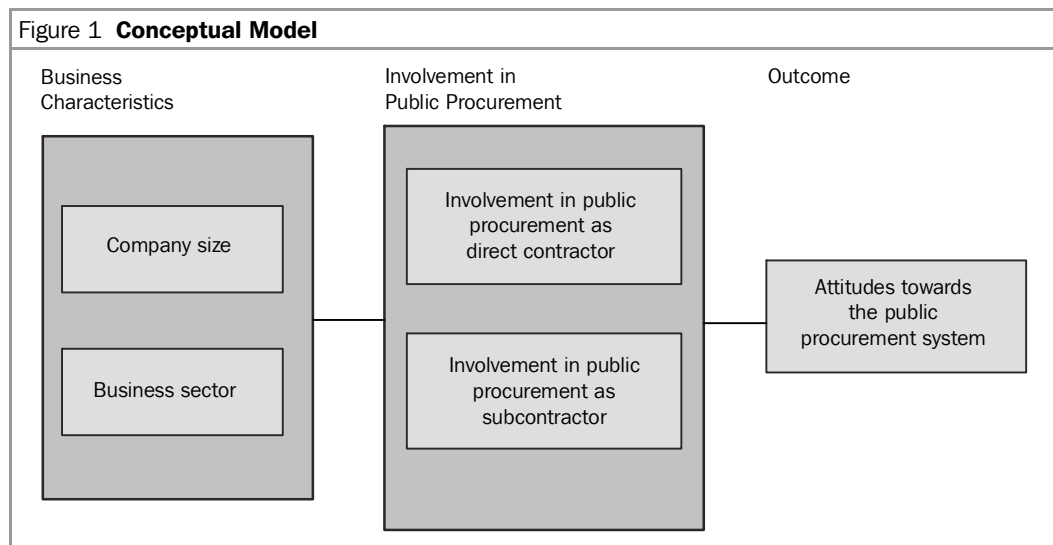 Figure 1 Conceptual Model
Business
Characteristics
Company size
Business sector
Involvement in
Public Procurement
Involvement in public
procurement as
direct contractor
Involvement in public
procurement as
subcontractor
Outcome
Attitudes towards
the public
procurement system